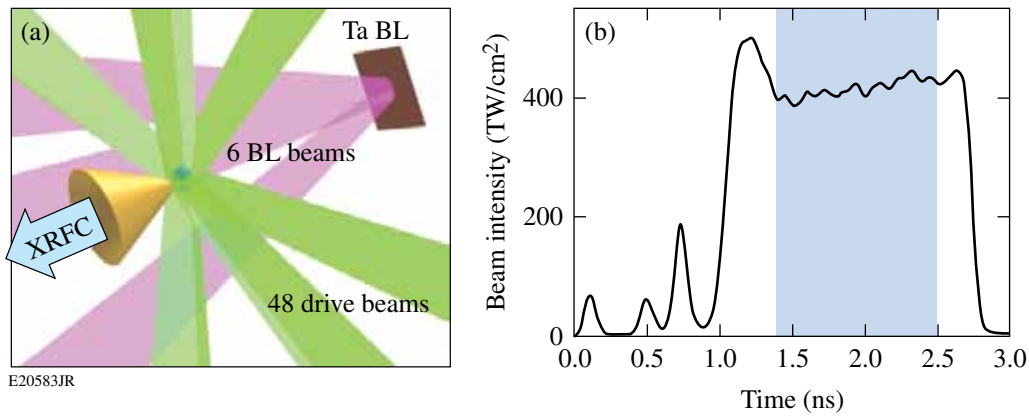 (a)
Ta BL
6 BL beams
XRFC
48 drive beams
E20583JR
(b)
Beam intensity (TW/cm²)
400
200
0
0.0 0.5 1.0 1.5 2.0 2.5 3.0
Time (ns)